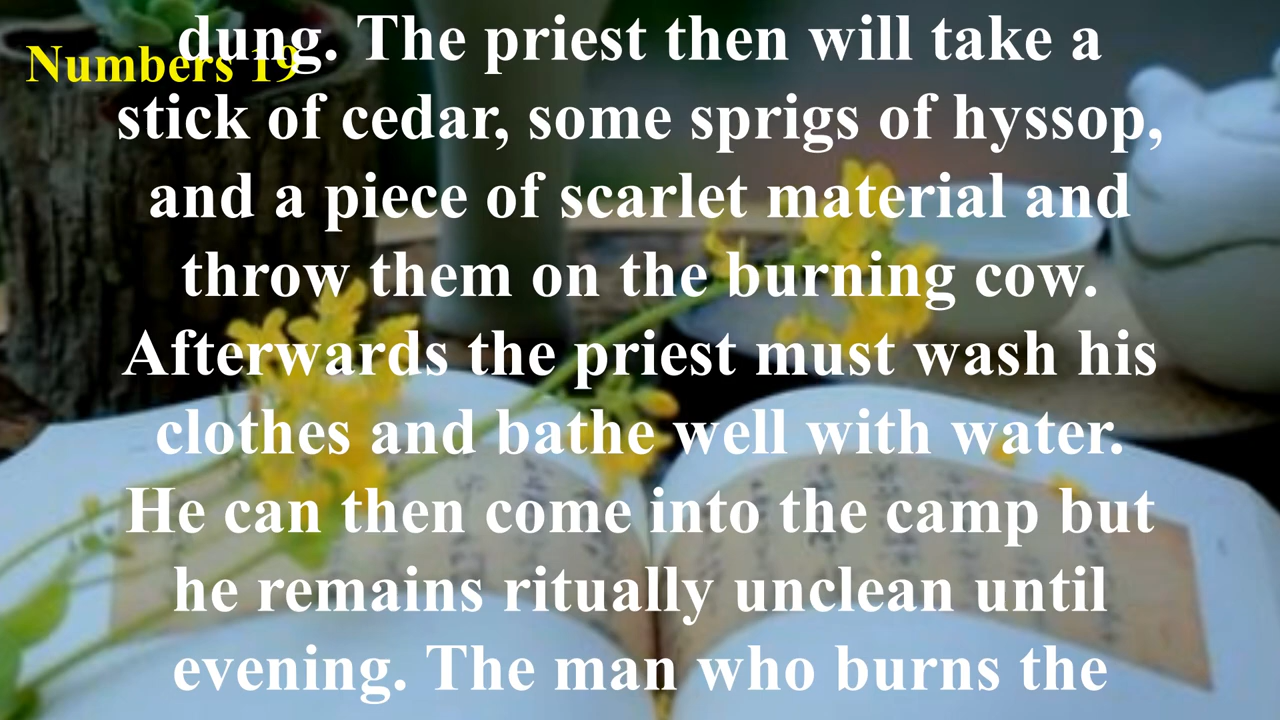 Numbers 19
dung. The priest then will take a
stick of cedar, some sprigs of hyssop,
and a piece of scarlet material and
throw them on the burning cow.
Afterwards the priest must wash his
clothes and bathe well with water.
He can then come into the camp but
he remains ritually unclean until
evening. The man who burns the